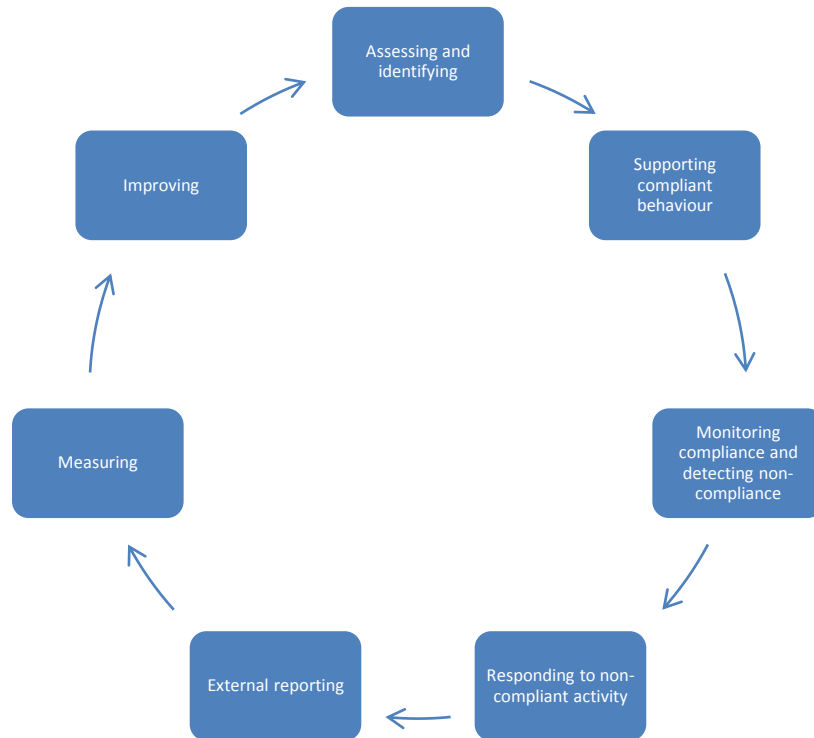 Assessing and
identifying
Supporting
compliant
behaviour
Monitoring
compliance and
detecting non-
compliance
Responding to non-
compliant activity
External reporting
Measuring
Improving